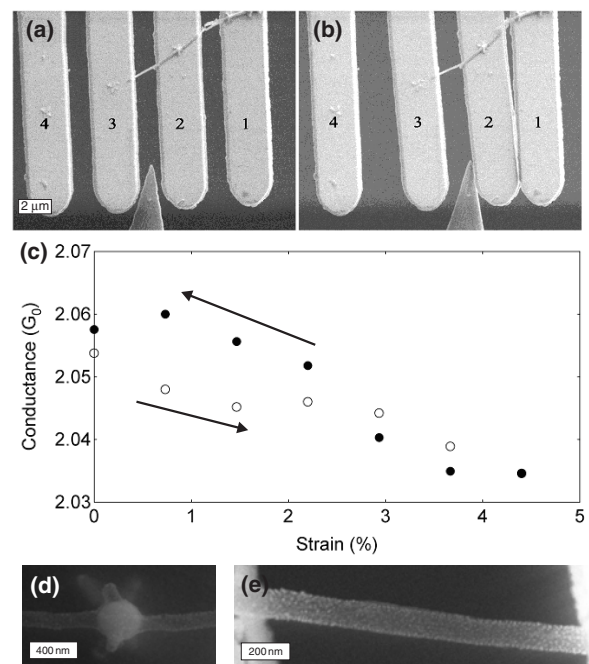 (a)
4
3
2
1
2 μm
(b)
4
3
2
1
(c)
2.07
2.06
2.05
2.04
2.03
Conductance (G₀)
0
1
2
3
4
5
Strain (%)
(d)
400 nm
(e)
200 nm